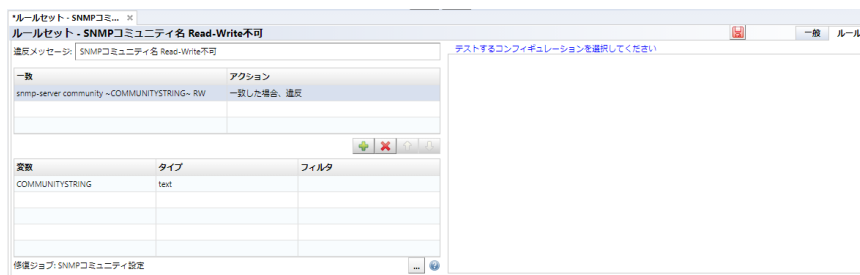 *ルールセット - SNMPコミ...
ルールセット - SNMPコミュニティ名 Read-Write不可
一般 ルール
違反メッセージ: SNMPコミュニティ名 Read-Write不可
テストするコンフィギュレーションを選択してください
一致 アクション
snmp-server community ~COMMUNITYSTRING~ RW 一致した場合、違反
変数 タイプ フィルタ
COMMUNITYSTRING text
修復ジョブ: SNMPコミュニティ設定 ...